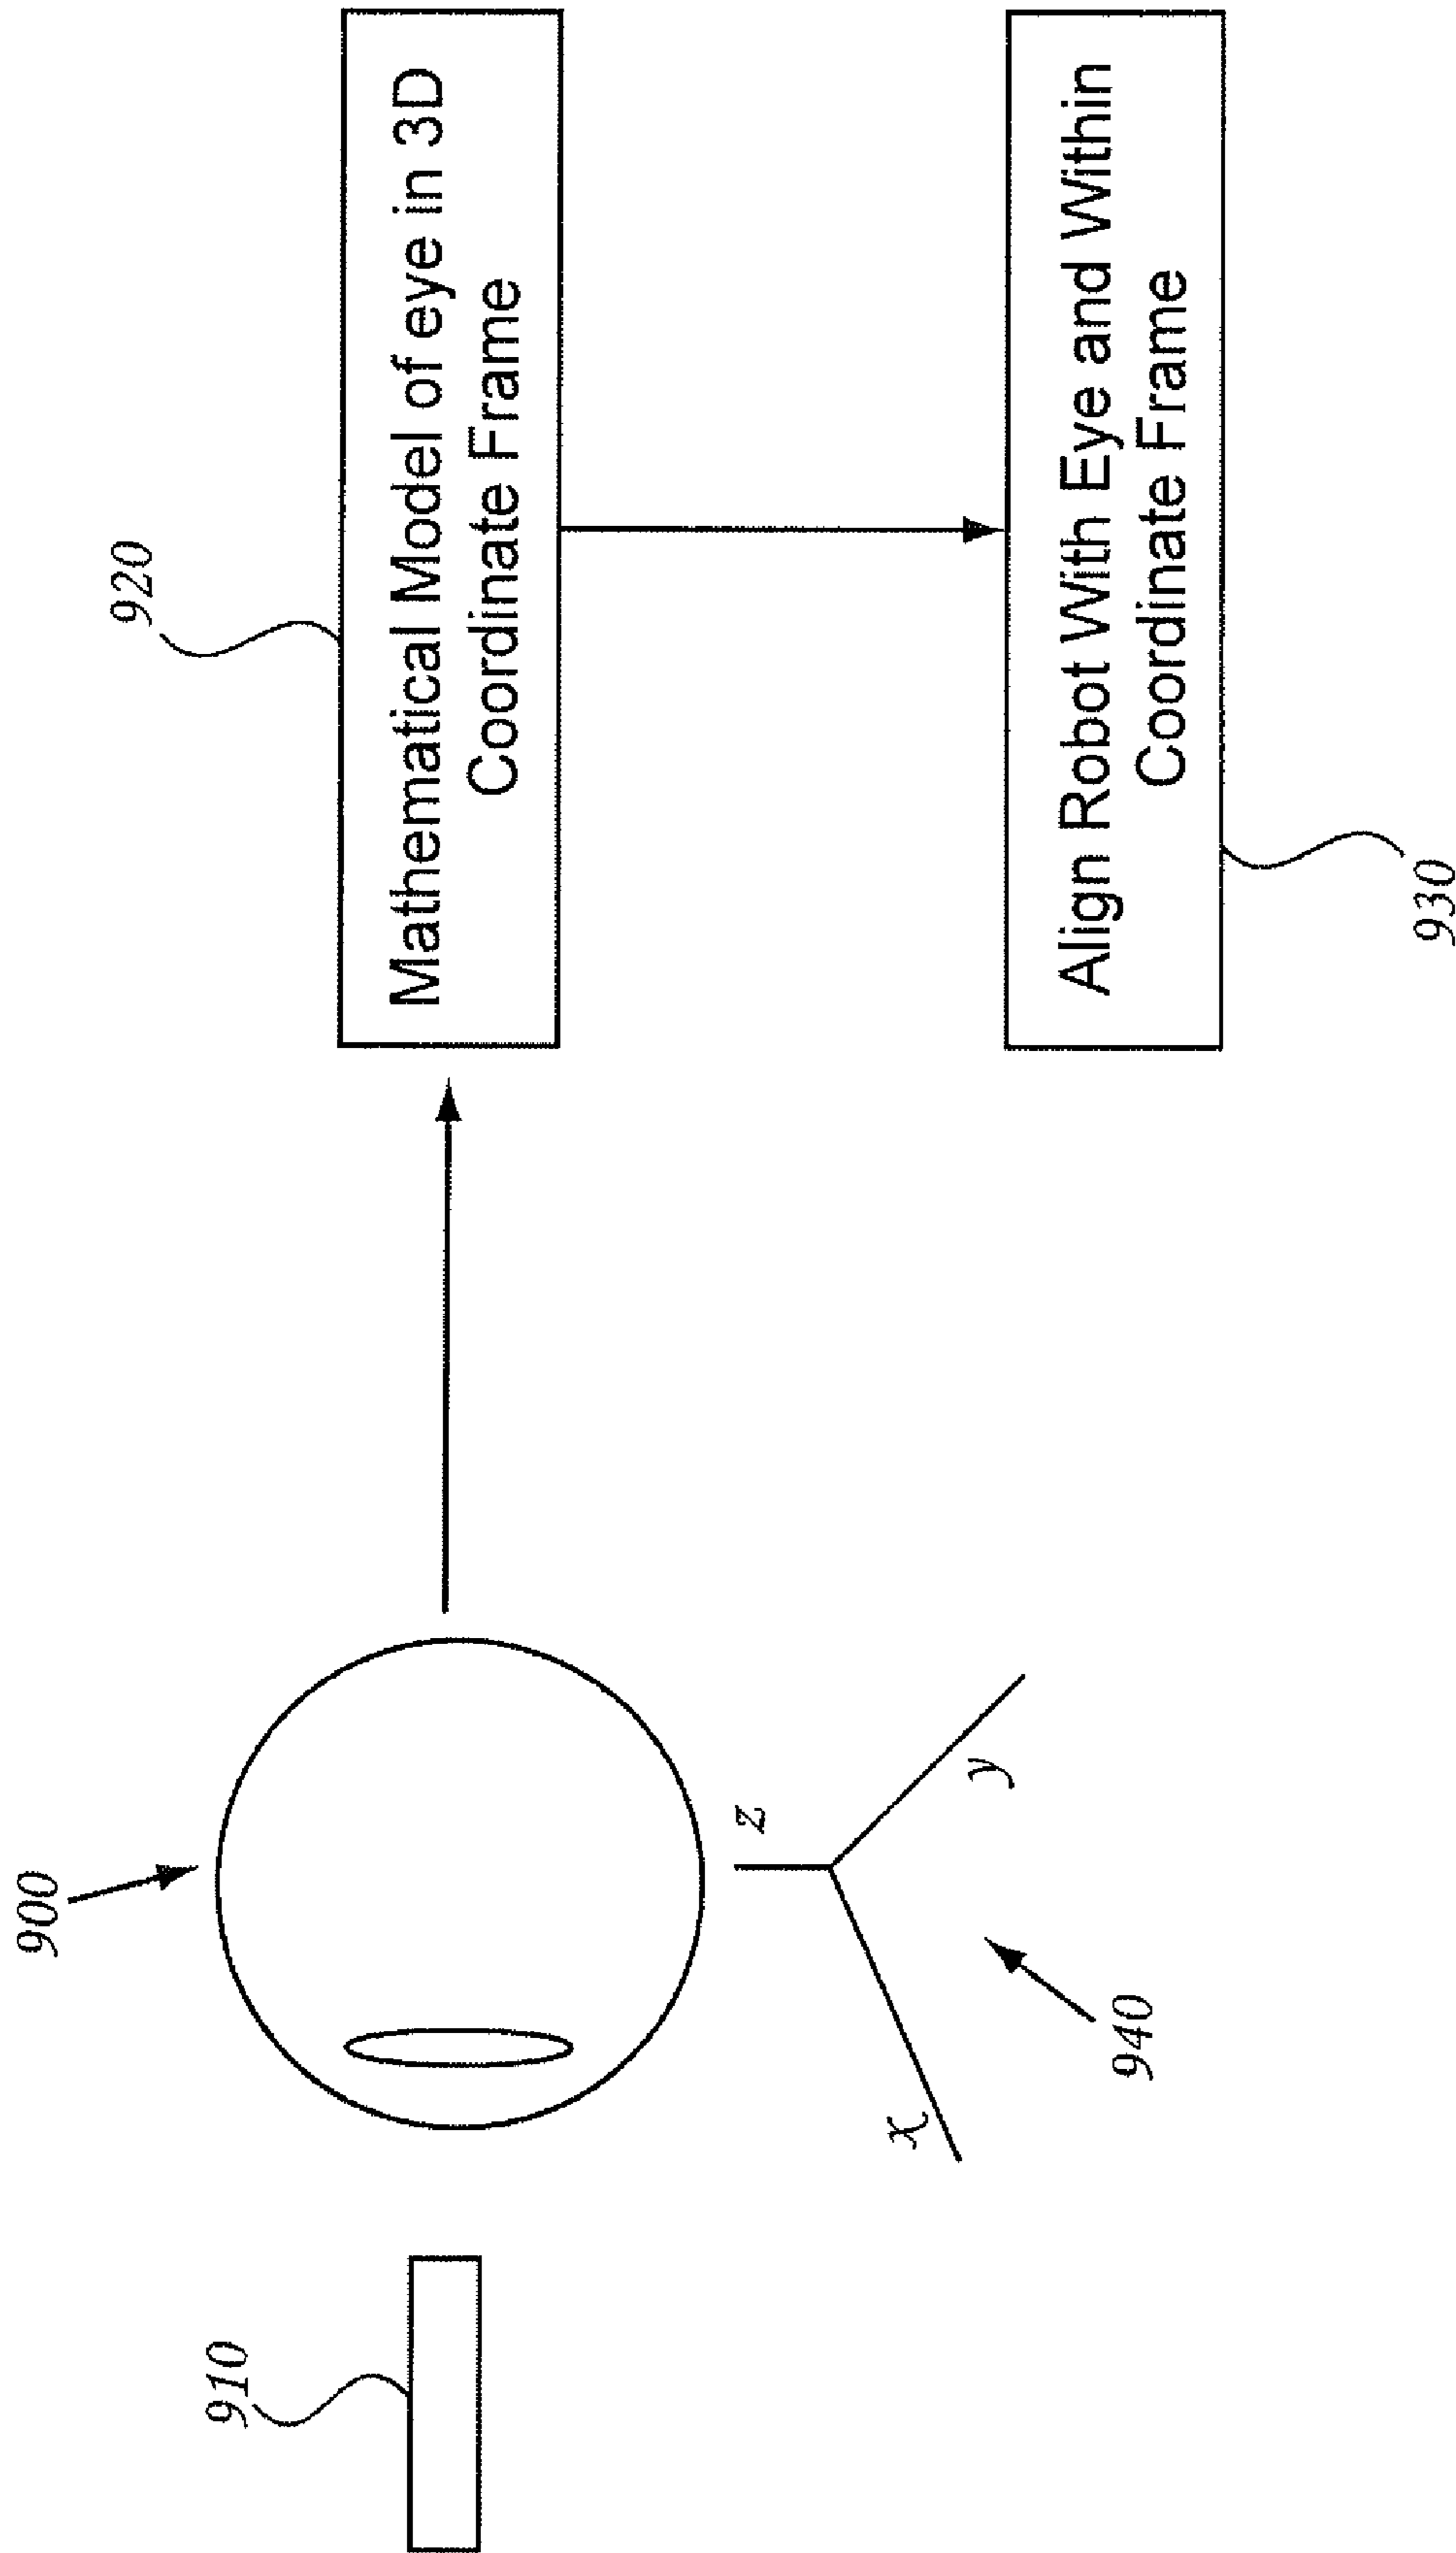 920
900
910
Mathematical Model of eye in 3D
Coordinate Frame
z
x
y
940
Align Robot With Eye and Within
Coordinate Frame
930